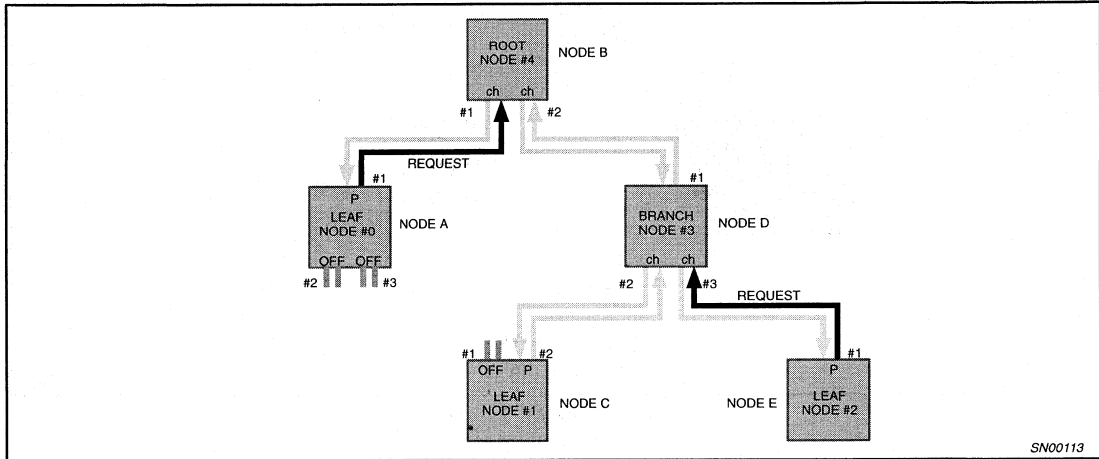 ROOT
NODE #4
NODE B
ch ch
#1 #2
REQUEST
#1 #1
P
LEAF
NODE #0
NODE A
BRANCH
NODE #3
NODE D
OFF OFF
#2 #3
ch ch
#2 #3
REQUEST
#1 #2 #1
OFF P
LEAF
NODE #1
NODE C
NODE E
P
LEAF
NODE #2
SN00113